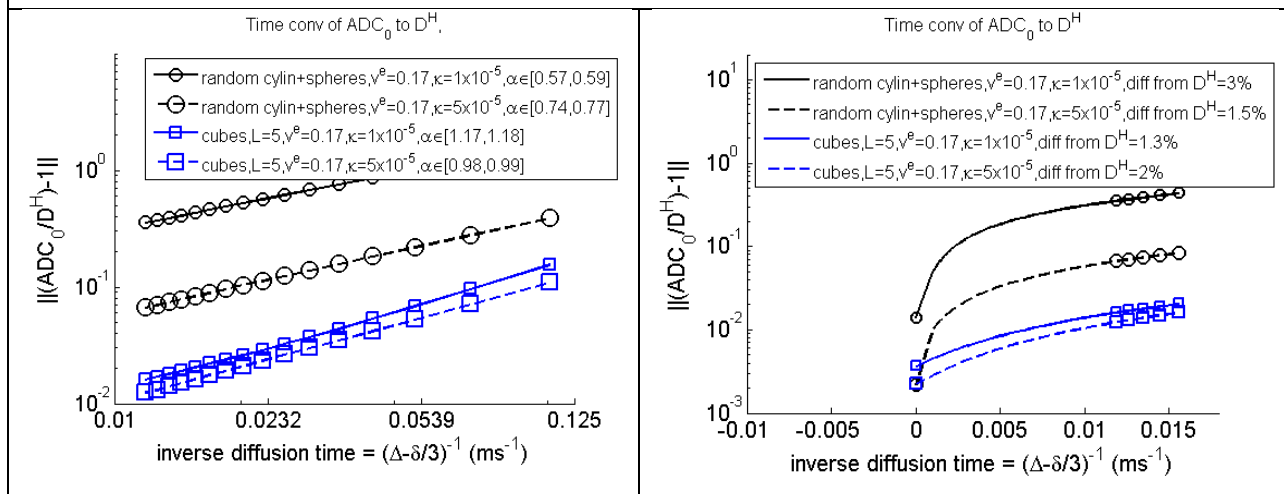 Time conv of ADC₀ to Dᴴ,
random cylin+spheres,vᵉ=0.17,κ=1x10⁻⁵,α∈[0.57,0.59]
random cylin+spheres,vᵉ=0.17,κ=5x10⁻⁵,α∈[0.74,0.77]
cubes,L=5,vᵉ=0.17,κ=1x10⁻⁵,α∈[1.17,1.18]
cubes,L=5,vᵉ=0.17,κ=5x10⁻⁵,α∈[0.98,0.99]
||(ADC₀/Dᴴ)-1||
10⁰
10⁻¹
10⁻²
0.01
0.0232
0.0539
0.125
inverse diffusion time = (Δ-δ/3)⁻¹ (ms⁻¹)
Time conv of ADC₀ to Dᴴ
random cylin+spheres,vᵉ=0.17,κ=1x10⁻⁵,diff from Dᴴ=3%
random cylin+spheres,vᵉ=0.17,κ=5x10⁻⁵,diff from Dᴴ=1.5%
cubes,L=5,vᵉ=0.17,κ=1x10⁻⁵,diff from Dᴴ=1.3%
cubes,L=5,vᵉ=0.17,κ=5x10⁻⁵,diff from Dᴴ=2%
||(ADC₀/Dᴴ)-1||
10¹
10⁰
10⁻¹
10⁻²
10⁻³
-0.01
-0.005
0
0.005
0.01
0.015
inverse diffusion time = (Δ-δ/3)⁻¹ (ms⁻¹)